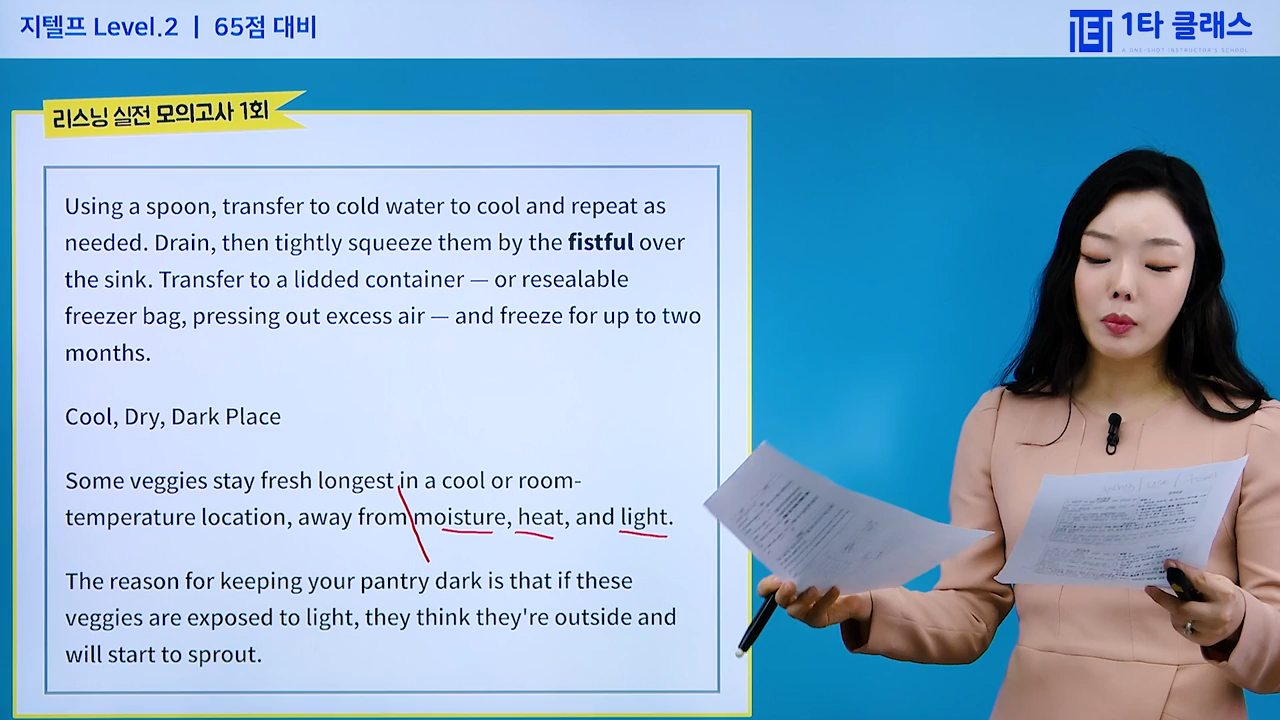 지텔프 Level.2 | 65점 대비
1타 클래스
A ONE-SHOT INSTRUCTOR'S SCHOOL
리스닝 실전 모의고사 1회
Using a spoon, transfer to cold water to cool and repeat as
needed. Drain, then tightly squeeze them by the fistful over
the sink. Transfer to a lidded container — or resealable
freezer bag, pressing out excess air — and freeze for up to two
months.
Cool, Dry, Dark Place
Some veggies stay fresh longest in a cool or room-
temperature location, away from moisture, heat, and light.
The reason for keeping your pantry dark is that if these
veggies are exposed to light, they think they're outside and
will start to sprout.